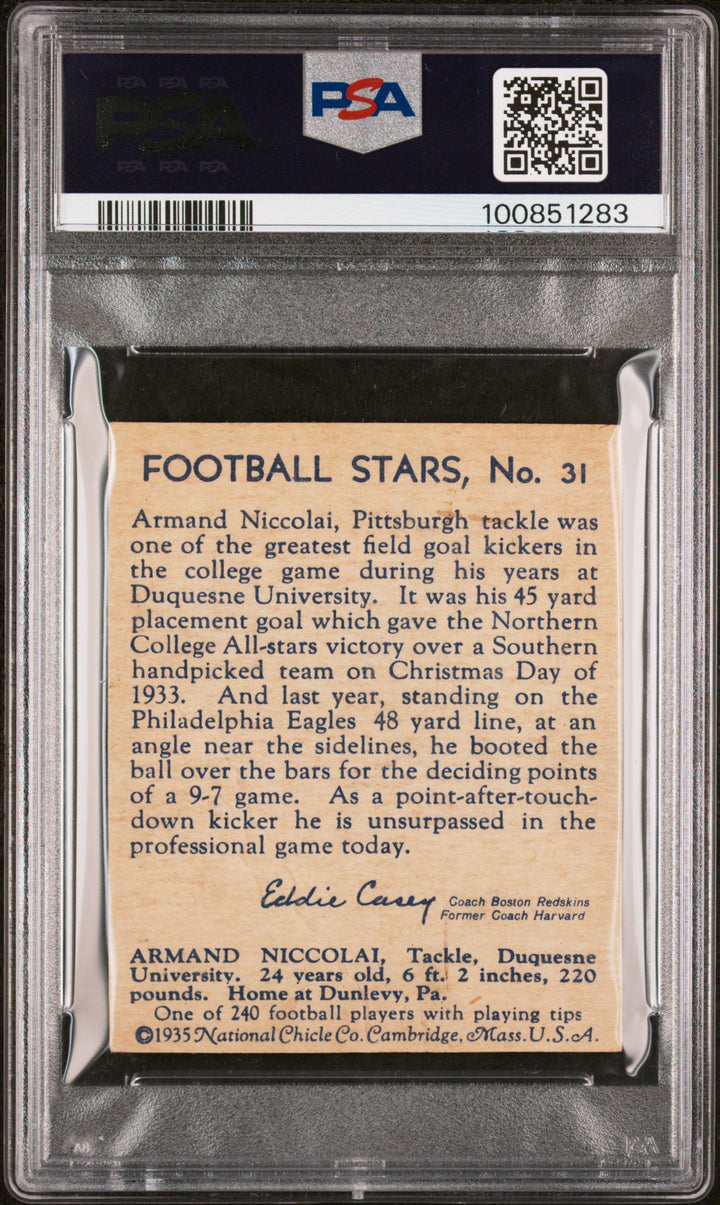 PSA PSA PSA
PSA
PSA PSA PSA
PSA
100851283
FOOTBALL STARS, No. 31
Armand Niccolai, Pittsburgh tackle was
one of the greatest field goal kickers in
the college game during his years at
Duquesne University. It was his 45 yard
placement goal which gave the Northern
College All-stars victory over a Southern
handpicked team on Christmas Day of
1933. And last year, standing on the
Philadelphia Eagles 48 yard line, at an
angle near the sidelines, he booted the
ball over the bars for the deciding points
of a 9-7 game. As a point-after-touch-
down kicker he is unsurpassed in the
professional game today.
Eddie Casey Coach Boston Redskins
Former Coach Harvard
ARMAND NICCOLAI, Tackle, Duquesne
University. 24 years old, 6 ft. 2 inches, 220
pounds. Home at Dunlevy, Pa.
One of 240 football players with playing tips
©1935 National Chicle Co. Cambridge, Mass. U.S.A.